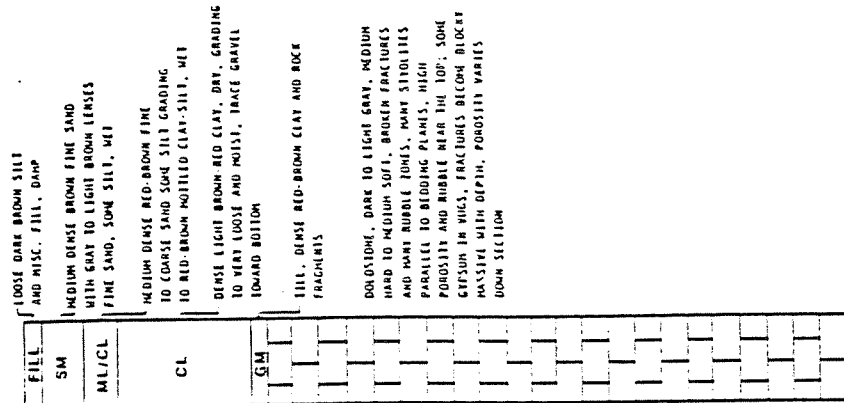 LOOSE DARK BROWN SILT
AND MISC. FILL, DAMP
MEDIUM DENSE BROWN FINE SAND
WITH GRAY TO LIGHT BROWN LENSES
FINE SAND, SOME SILT, WET
MEDIUM DENSE RED-BROWN FINE
TO COARSE SAND SOME SILT GRADING
TO RED-BROWN MOTTLED CLAY-SILT, WET
DENSE LIGHT BROWN-RED CLAY, DRY, GRADING
TO VERY LOOSE AND MOIST, TRACE GRAVEL
TOWARD BOTTOM
TILL, DENSE RED-BROWN CLAY AND ROCK
FRAGMENTS
DOLOSTONE, DARK TO LIGHT GRAY, MEDIUM
HARD TO MEDIUM SOFT, BROKEN FRACTURES
AND MANY RUBBLE ZONES, MANY STYOLITES
PARALLEL TO BEDDING PLANES, HIGH
POROSITY AND RUBBLE NEAR THE TOP; SOME
GYPSUM IN VUGS, FRACTURES BECOME BLOCKY
MASSIVE WITH DEPTH, POROSITY VARIES
DOWN SECTION
FILL
SM
ML/CL
CL
GM